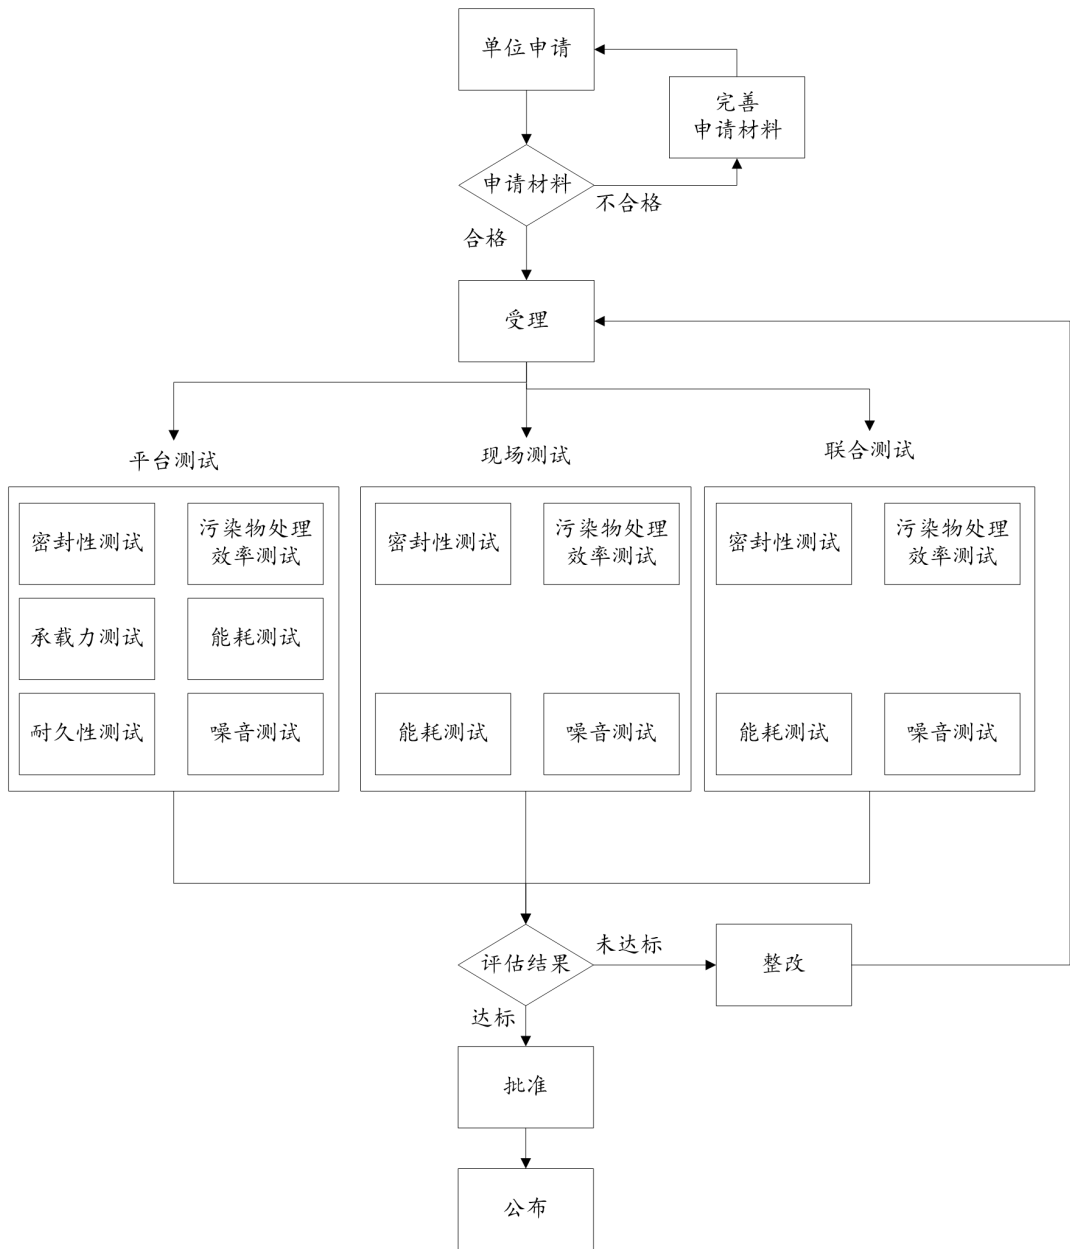 单位申请
完善
申请材料
申请材料
不合格
合格
受理
平台测试
现场测试
联合测试
密封性测试
污染物处理
效率测试
承载力测试
能耗测试
耐久性测试
噪音测试
密封性测试
污染物处理
效率测试
能耗测试
噪音测试
密封性测试
污染物处理
效率测试
能耗测试
噪音测试
评估结果
未达标
整改
达标
批准
公布